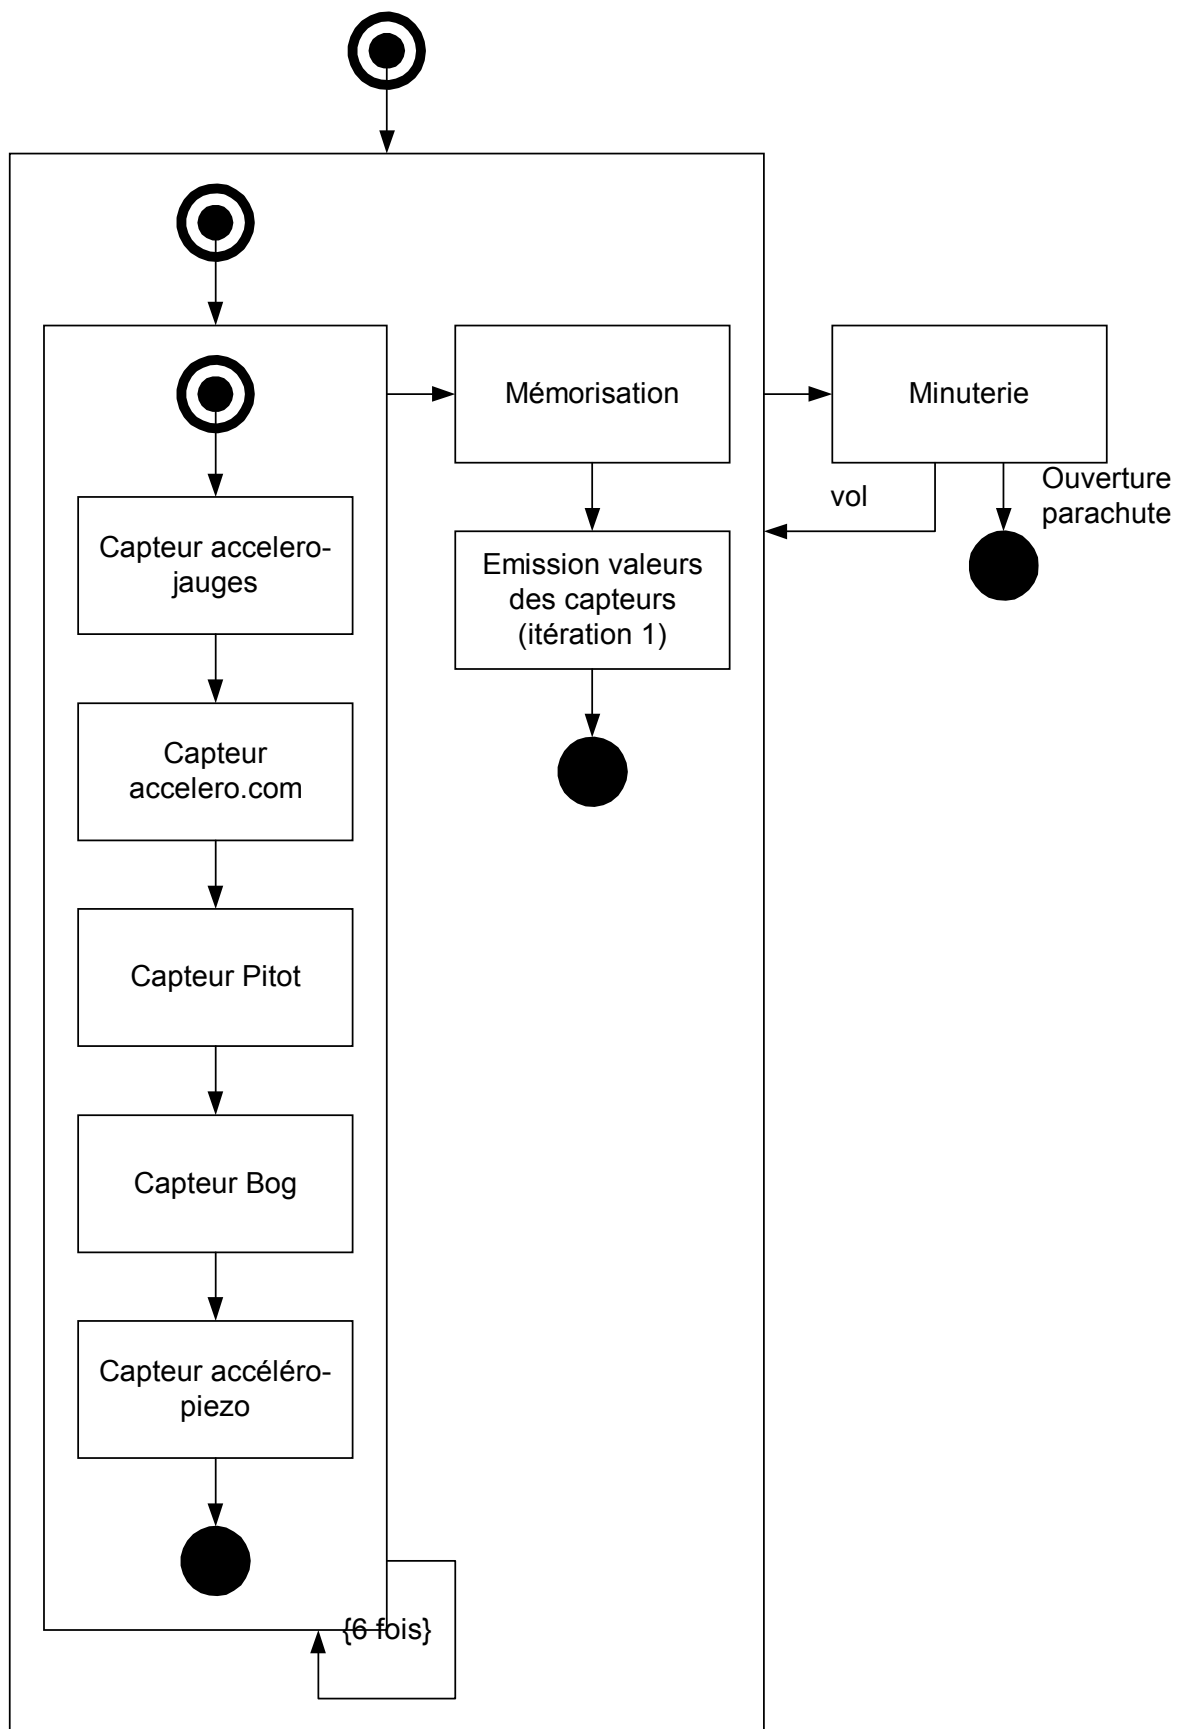 Mémorisation
Minuterie
vol
Ouverture
parachute
Capteur accelero-
jauges
Emission valeurs
des capteurs
(itération 1)
Capteur
accelero.com
Capteur Pitot
Capteur Bog
Capteur accéléro-
piezo
{6 fois}